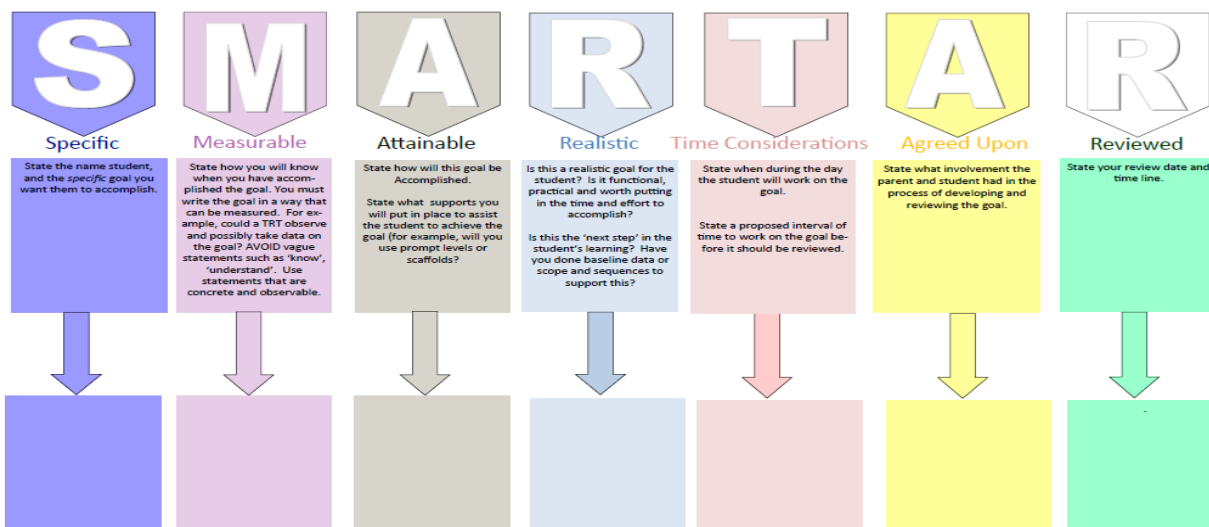 S
M
A
R
T
A
R
Specific
Measurable
Attainable
Realistic
Time Considerations
Agreed Upon
Reviewed
State the name student,
and the specific goal you
want them to accomplish.
State how you will know
when you have accom-
plished the goal. You must
write the goal in a way that
can be measured. For ex-
ample, could a TRT observe
and possibly take data on
the goal? AVOID vague
statements such as ‘know’,
‘understand’. Use
statements that are
concrete and observable.
State how will this goal be
Accomplished.
State what supports you
will put in place to assist
the student to achieve the
goal (for example, will you
use prompt levels or
scaffolds?
Is this a realistic goal for the
student? Is it functional,
practical and worth putting
in the time and effort to
accomplish?
Is this the ‘next step’ in the
student’s learning? Have
you done baseline data or
scope and sequences to
support this?
State when during the day
the student will work on the
goal.
State a proposed interval of
time to work on the goal be-
fore it should be reviewed.
State what involvement the
parent and student had in the
process of developing and
reviewing the goal.
State your review date and
time line.